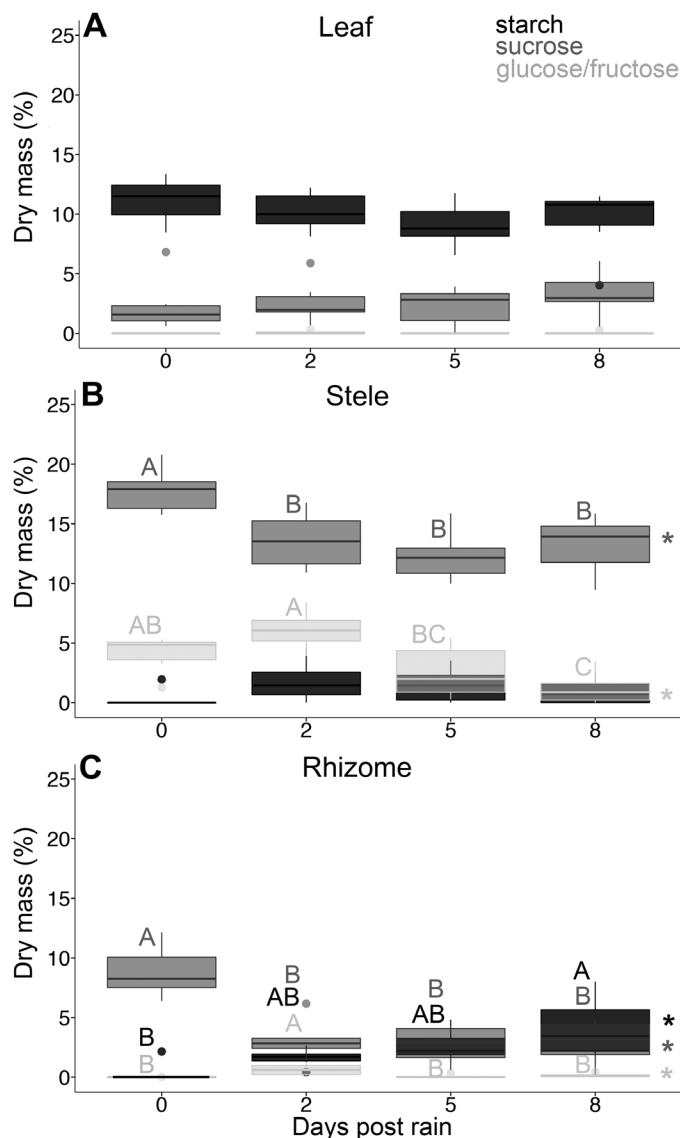 A Leaf starch
sucrose
glucose/fructose
25
20
15
10
5
0
Dry mass (%)
0 2 5 8
B Stele
25
20
15
10
5
0
Dry mass (%)
A
B B B *
AB A BC C *
0 2 5 8
C Rhizome
25
20
15
10
5
0
Dry mass (%)
A
B B B A
AB AB B *
B A B B *
*
0 2 5 8
Days post rain